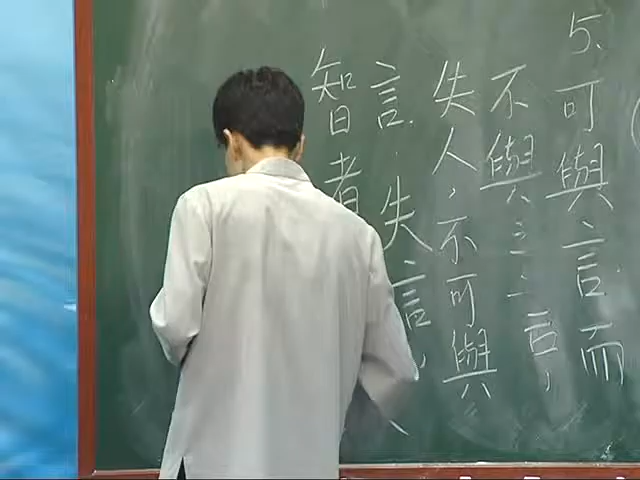 5、可與言而
不與之言,
失人,不可與
言.失言,
智者